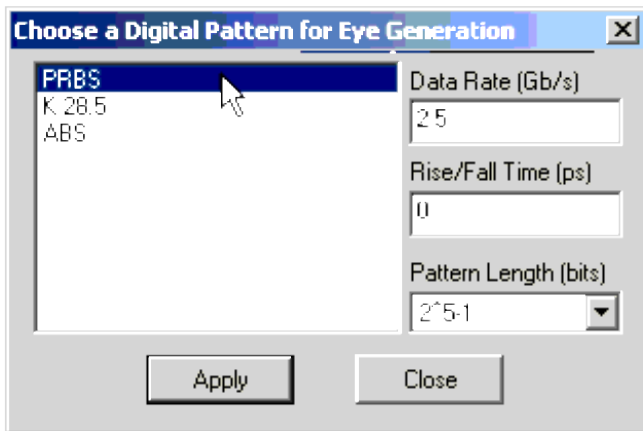 Choose a Digital Pattern for Eye Generation
PRBS
K 28.5
ABS
Data Rate (Gb/s)
2.5
Rise/Fall Time (ps)
0
Pattern Length (bits)
2^5-1
Apply
Close